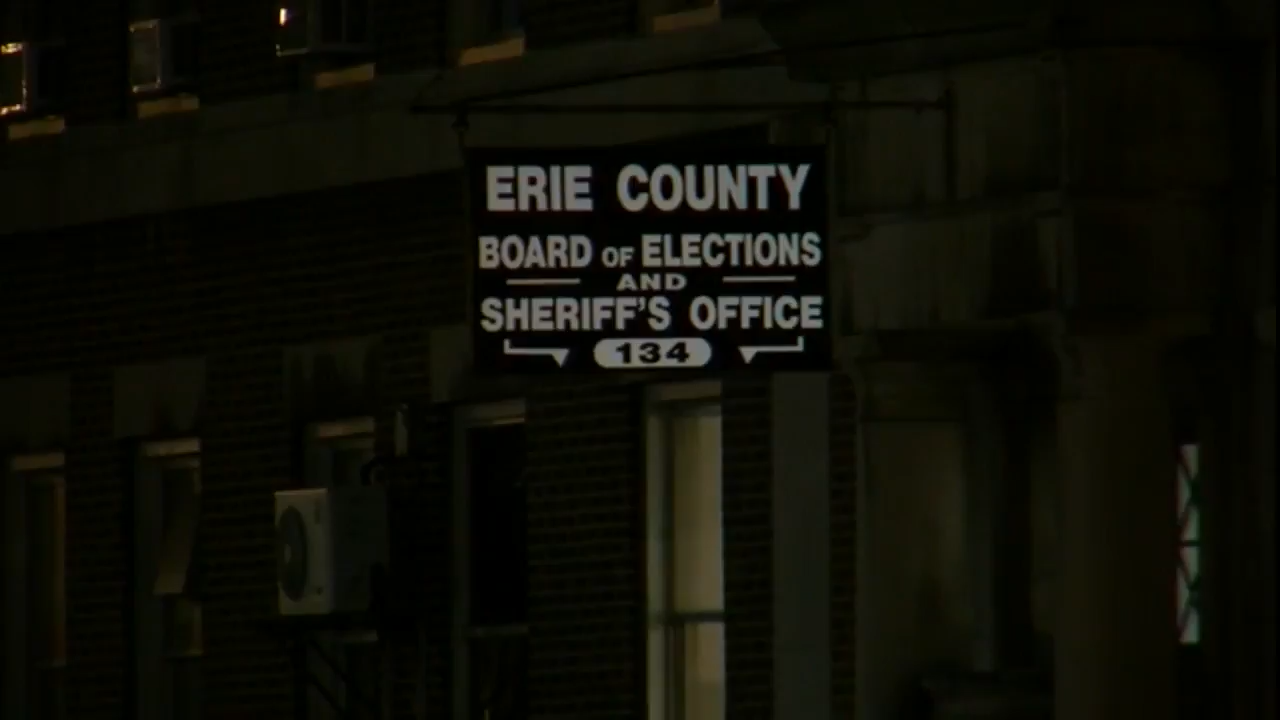 ERIE COUNTY
BOARD OF ELECTIONS
AND
SHERIFF'S OFFICE
134